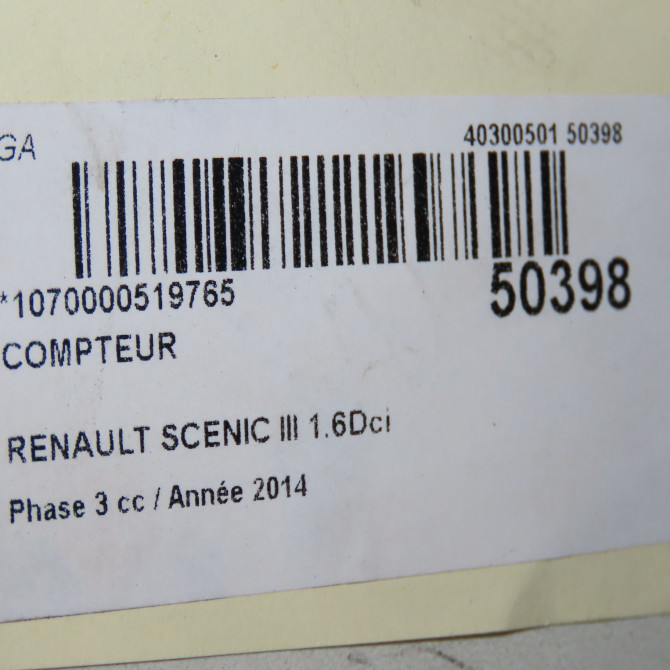 GA
40300501 50398
*1070000519765
50398
COMPTEUR
RENAULT SCENIC III 1.6Dci
Phase 3 cc / Année 2014